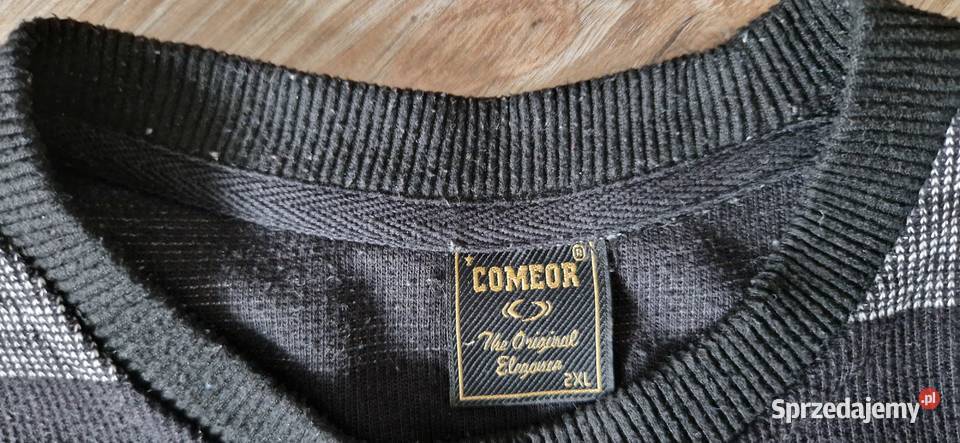 COMEOR®
The Original
Elegance
2XL
Sprzedajemy.pl